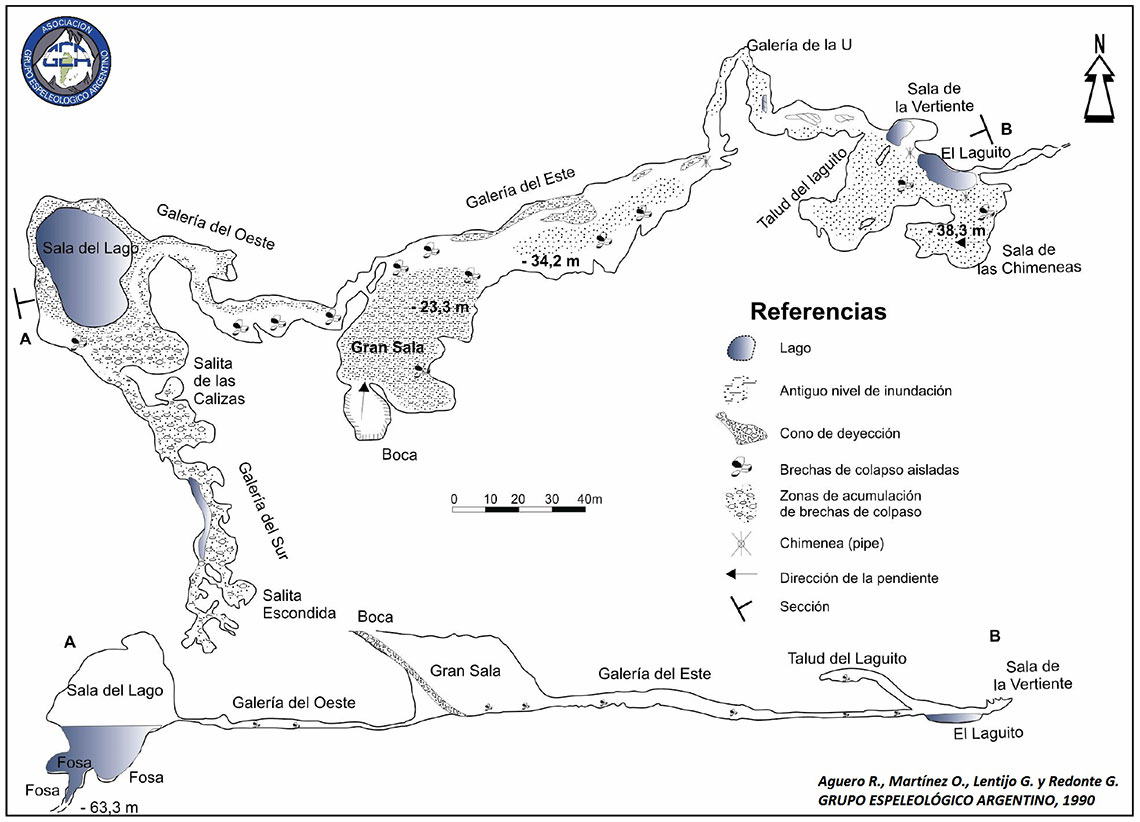 ASOCIACION
GRUPO ESPELEOLOGICO ARGENTINO
GEA
Galería de la U
N
Sala de
la Vertiente
B
El Laguito
Galería del Este
Talud del laguito
Galería del Oeste
Sala del Lago
- 38,3 m
- 34,2 m
Sala de
las Chimeneas
- 23,3 m
A
Gran Sala
Salita
de las
Calizas
Boca
Galería del Sur
0 10 20 30 40m
Salita
Escondida
Referencias
Lago
Antiguo nivel de inundación
Cono de deyección
Brechas de colapso aisladas
Zonas de acumulación
de brechas de colpaso
Chimenea (pipe)
Dirección de la pendiente
Sección
A
Boca
B
Sala del Lago
Galería del Oeste
Gran Sala
Galería del Este
Talud del Laguito
Sala de
la Vertiente
El Laguito
Fosa
Fosa
Fosa
- 63,3 m
Aguero R., Martínez O., Lentijo G. y Redonte G.
GRUPO ESPELEOLÓGICO ARGENTINO, 1990